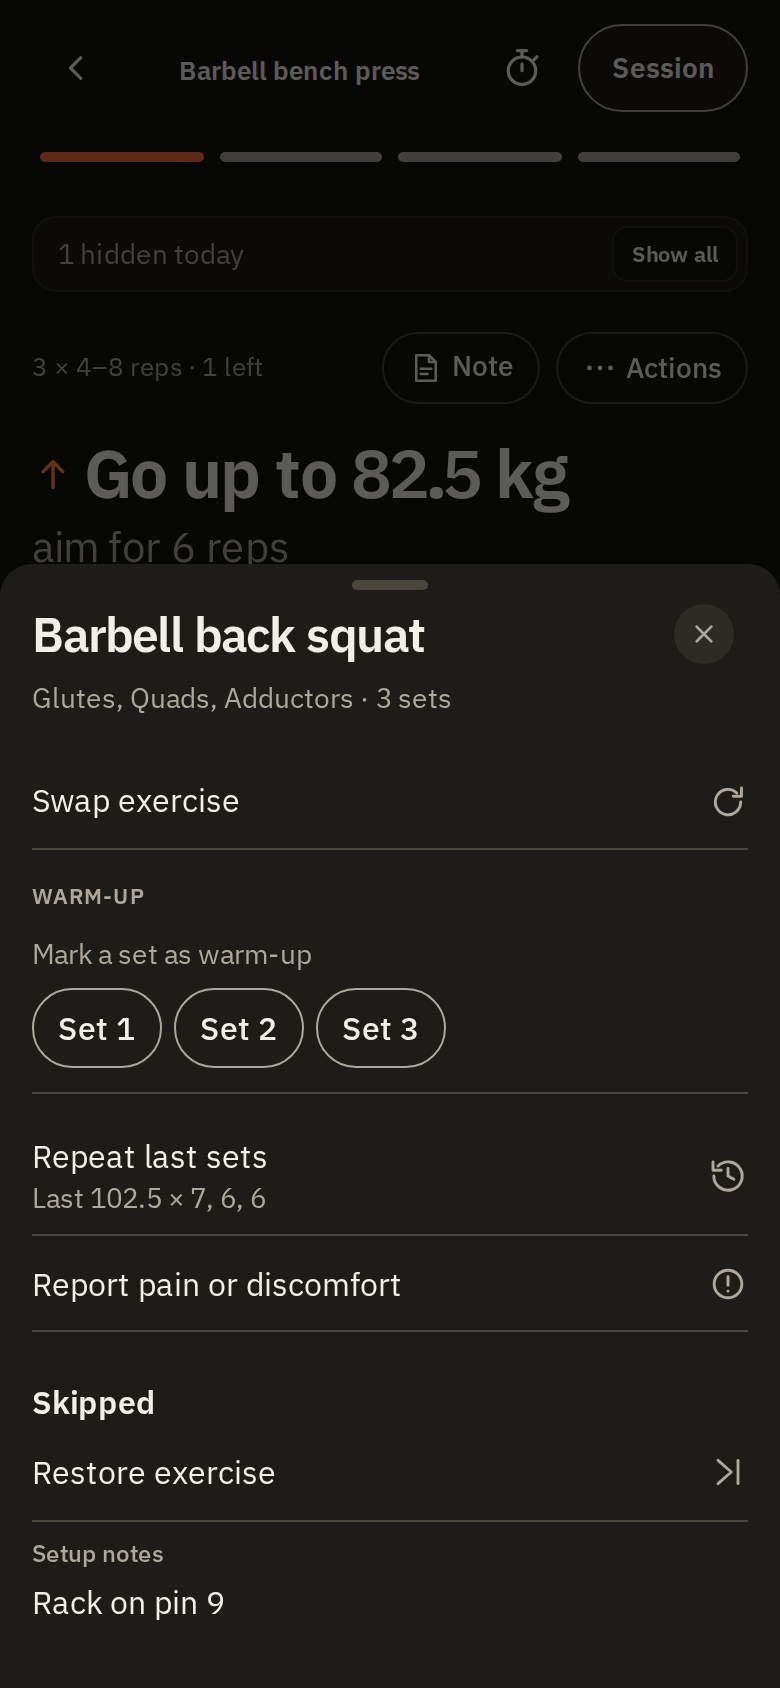 Barbell bench press
Session
1 hidden today
Show all
3 × 4–8 reps · 1 left
Note
Actions
Go up to 82.5 kg
aim for 6 reps
Barbell back squat
Glutes, Quads, Adductors · 3 sets
Swap exercise
WARM-UP
Mark a set as warm-up
Set 1
Set 2
Set 3
Repeat last sets
Last 102.5 × 7, 6, 6
Report pain or discomfort
Skipped
Restore exercise
Setup notes
Rack on pin 9